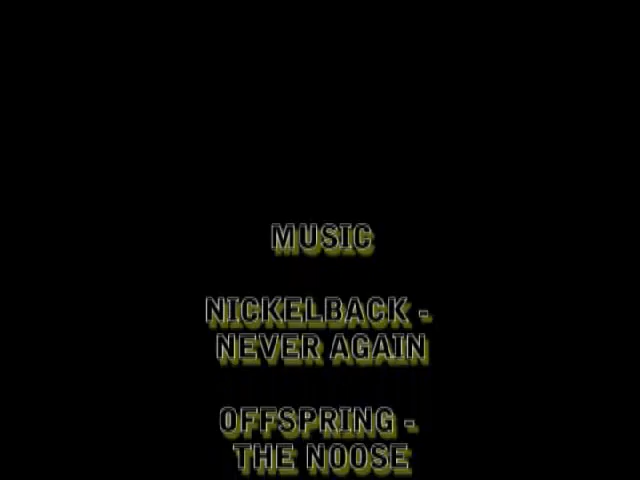 MUSIC
NICKELBACK -
NEVER AGAIN
OFFSPRING -
THE NOOSE